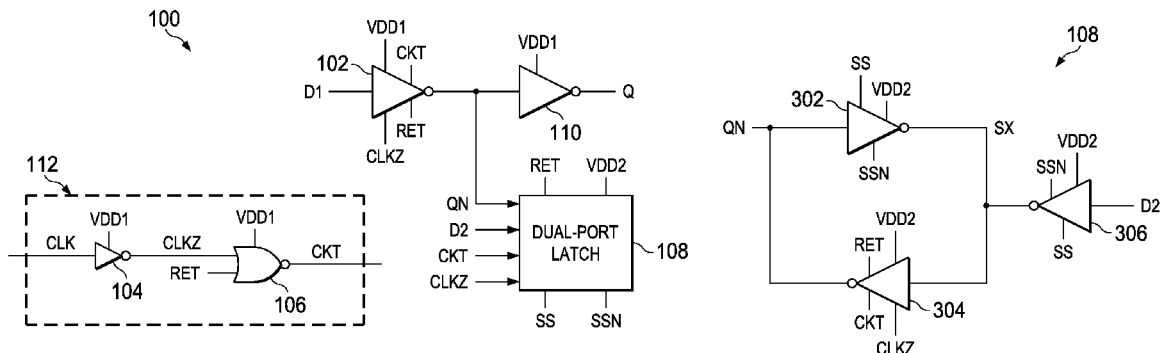 100
VDD1
102
CKT
D1
RET
CLKZ
VDD1
110
Q
112
VDD1
CLK
104
CLKZ
RET
VDD1
106
CKT
RET
VDD2
QN
D2
CKT
CLKZ
DUAL-PORT
LATCH
108
SS
SSN
108
SS
302
VDD2
QN
SSN
SX
VDD2
SSN
D2
306
SS
VDD2
RET
304
CKT
CLKZ